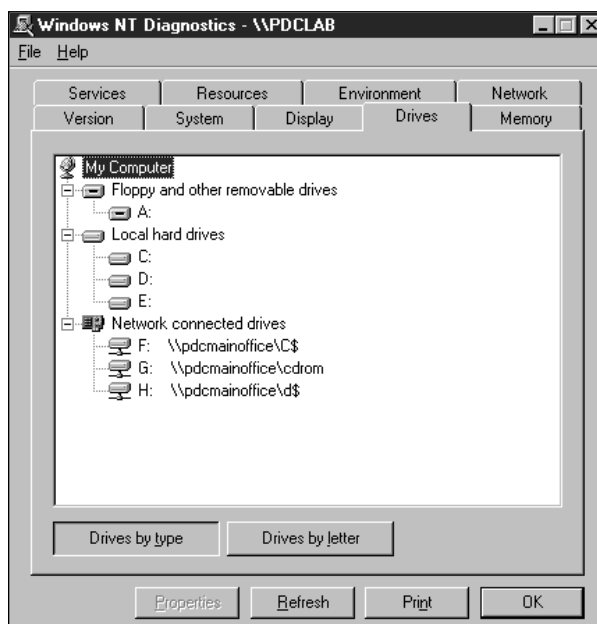 Windows NT Diagnostics - \\PDCLAB
File Help
Services Resources Environment Network
Version System Display Drives Memory
My Computer
Floppy and other removable drives
A:
Local hard drives
C:
D:
E:
Network connected drives
F: \\pdcmainoffice\C$
G: \\pdcmainoffice\cdrom
H: \\pdcmainoffice\d$
Drives by type Drives by letter
Properties Refresh Print OK